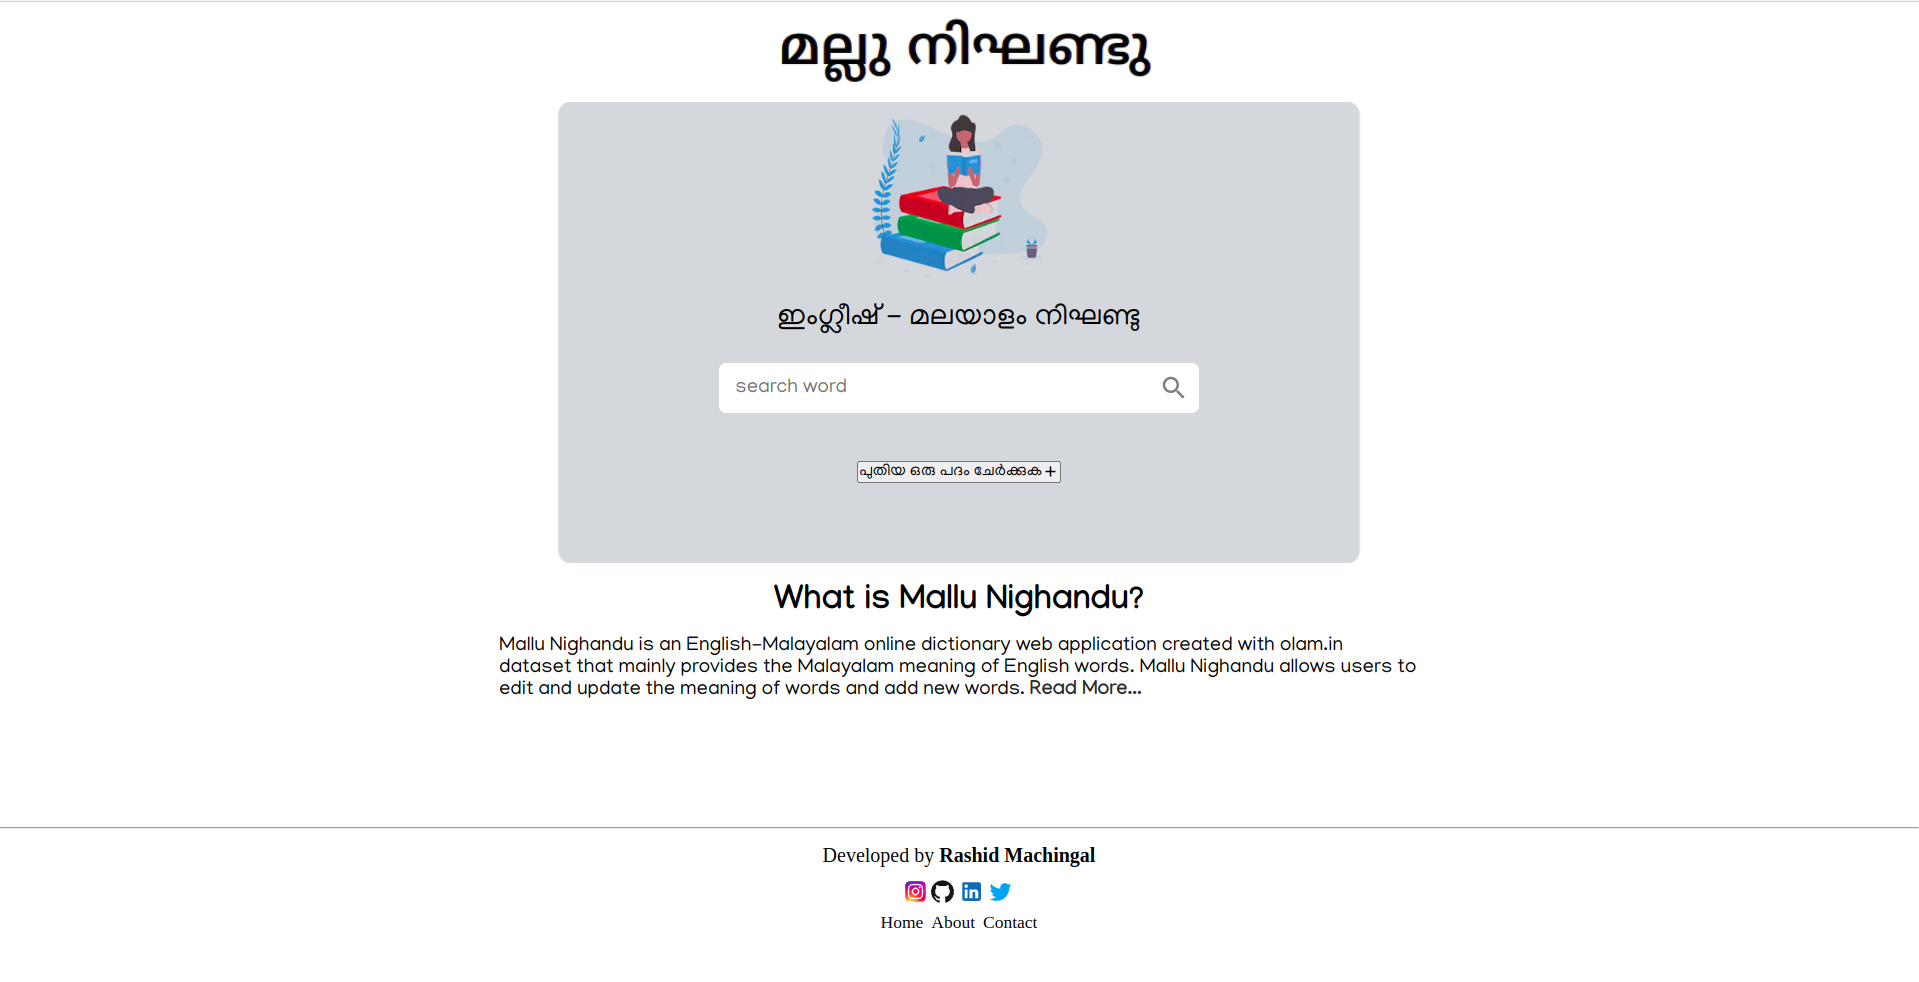 മല്ലു നിഘണ്ടു
ഇംഗ്ലീഷ് - മലയാളം നിഘണ്ടു
search word
പുതിയ ഒരു പദം ചേർക്കുക +
What is Mallu Nighandu?
Mallu Nighandu is an English-Malayalam online dictionary web application created with olam.in
dataset that mainly provides the Malayalam meaning of English words. Mallu Nighandu allows users to
edit and update the meaning of words and add new words. Read More...
Developed by Rashid Machingal
Home About Contact